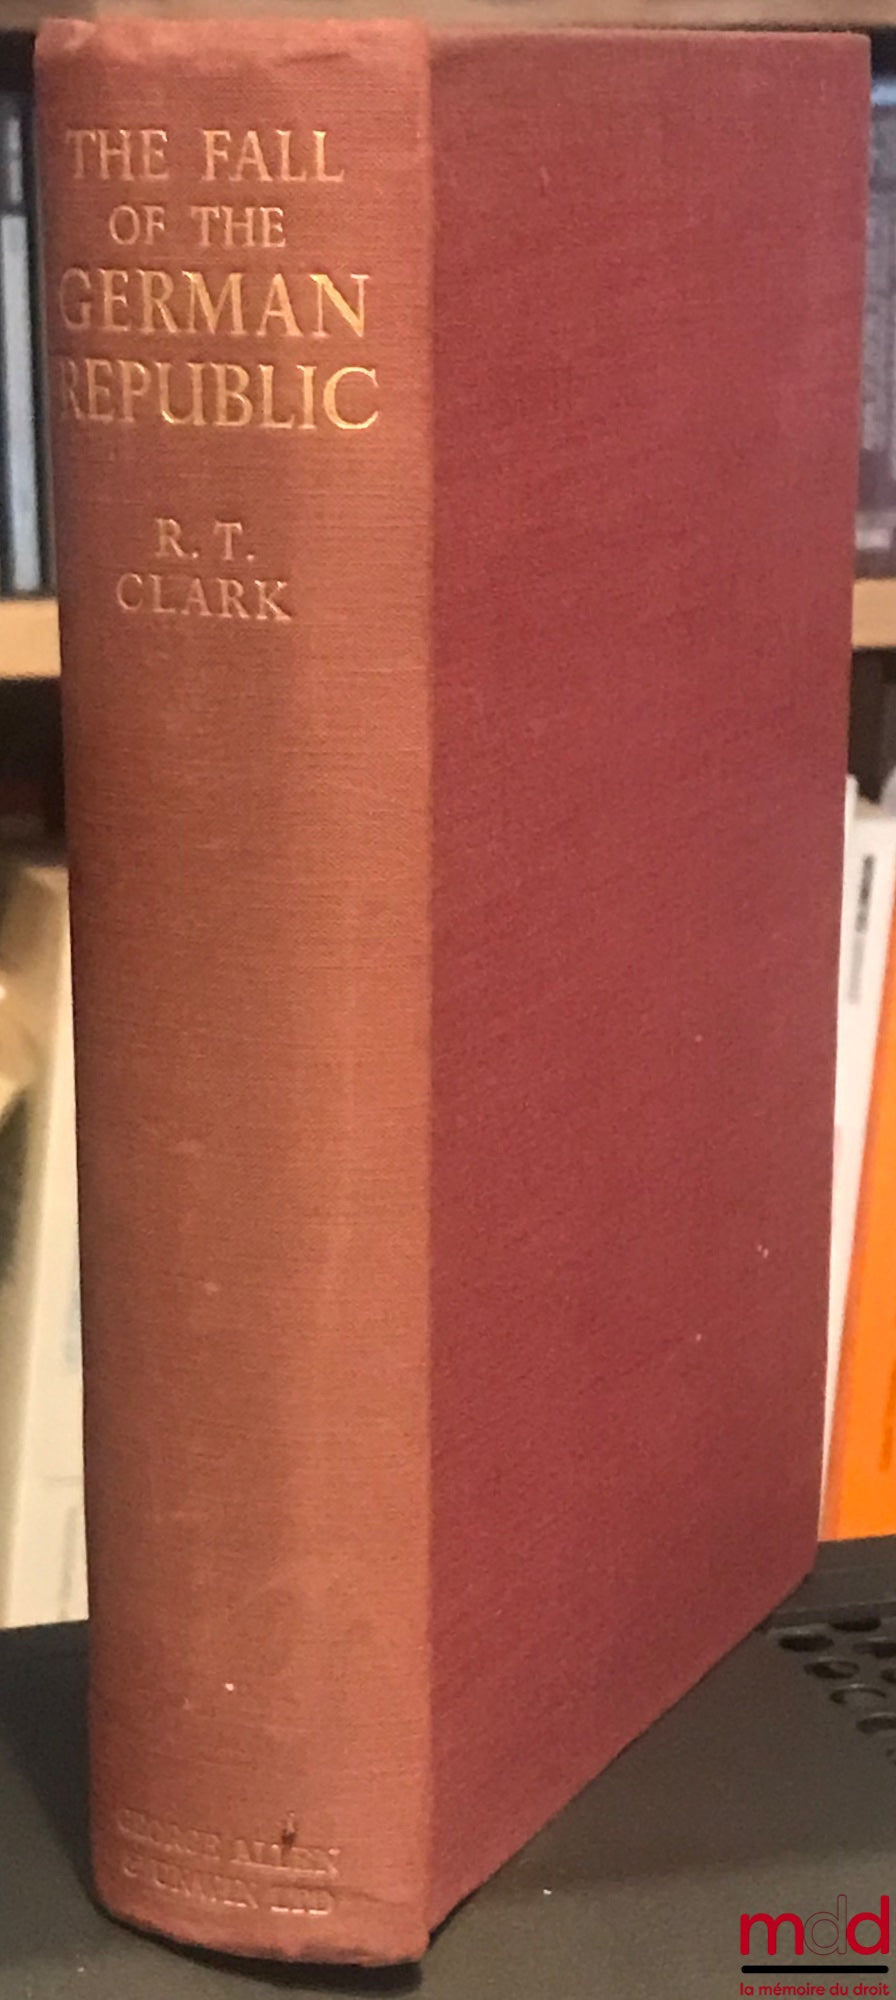 THE FALL
OF THE
GERMAN
REPUBLIC
R. T.
CLARK
GEORGE ALLEN
& UNWIN LTD
mdd
la mémoire du droit